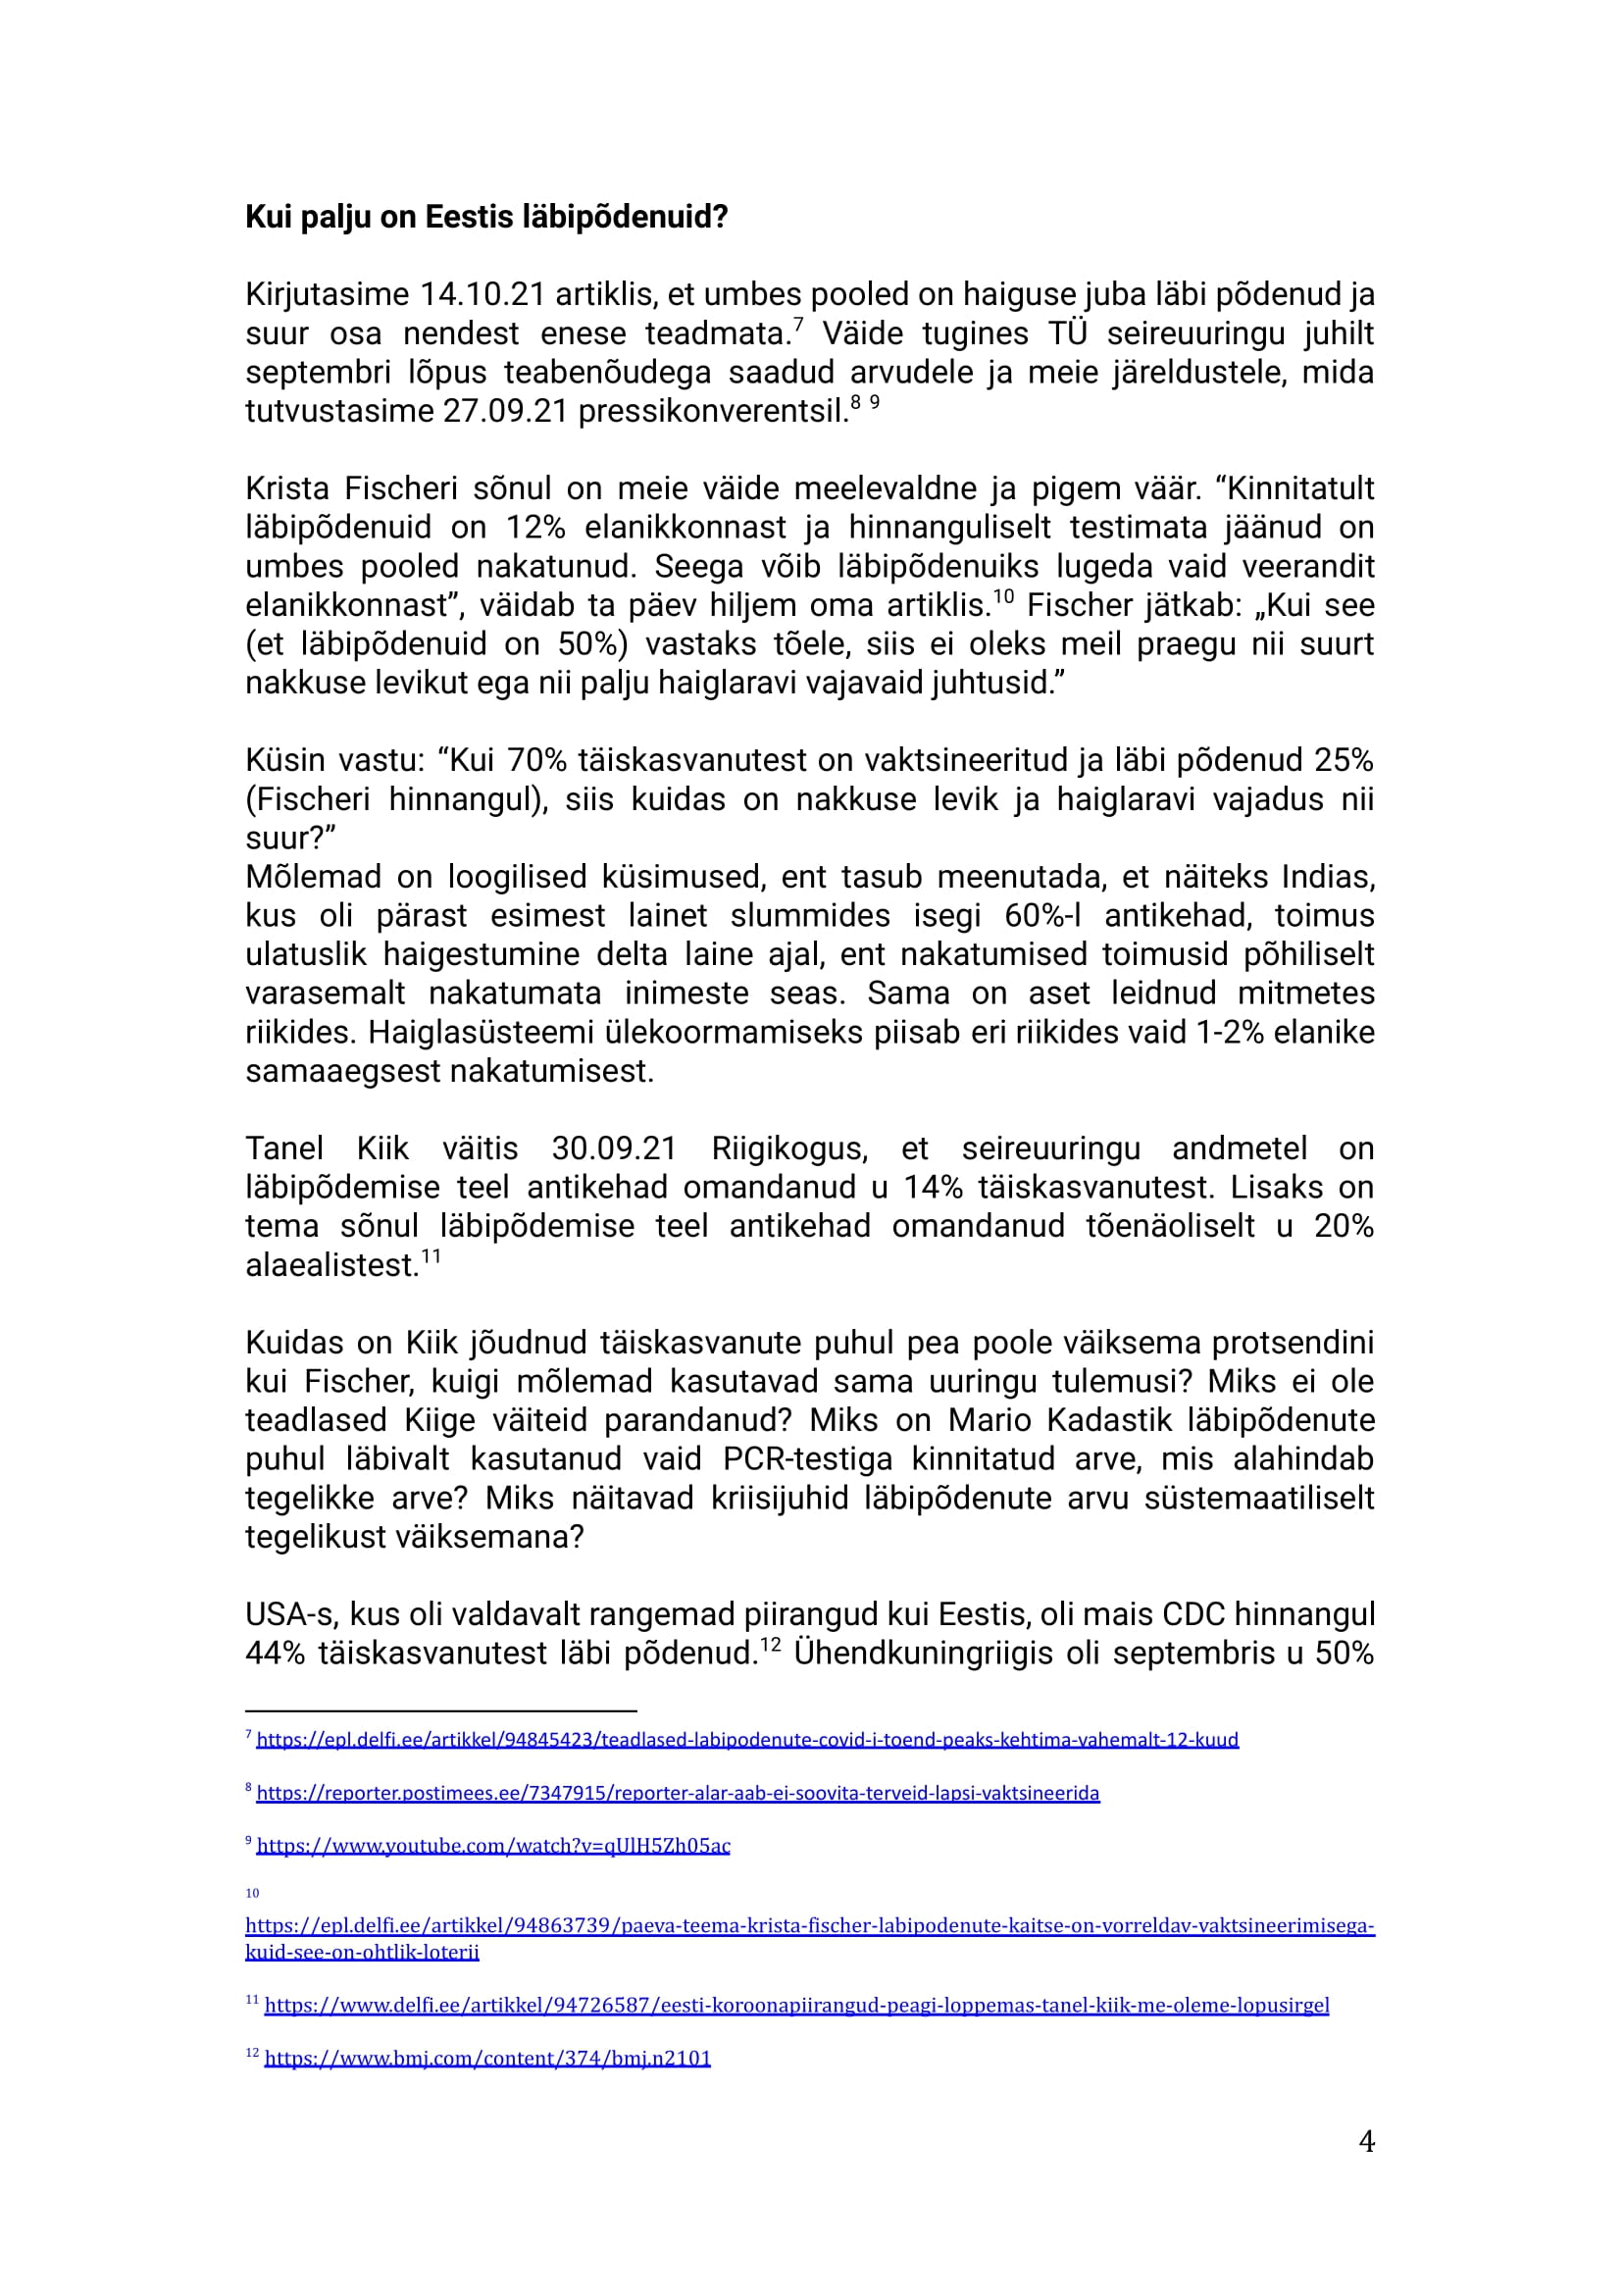 Kui palju on Eestis läbipõdenuid?
Kirjutasime 14.10.21 artiklis, et umbes pooled on haiguse juba läbi põdenud ja
suur osa nendest enese teadmata.7 Väide tugines TÜ seireuuringu juhilt
septembri lõpus teabenõudega saadud arvudele ja meie järeldustele, mida
tutvustasime 27.09.21 pressikonverentsil.8 9
Krista Fischeri sõnul on meie väide meelevaldne ja pigem väär. “Kinnitatult
läbipõdenuid on 12% elanikkonnast ja hinnanguliselt testimata jäänud on
umbes pooled nakatunud. Seega võib läbipõdenuiks lugeda vaid veerandit
elanikkonnast”, väidab ta päev hiljem oma artiklis.10 Fischer jätkab: „Kui see
(et läbipõdenuid on 50%) vastaks tõele, siis ei oleks meil praegu nii suurt
nakkuse levikut ega nii palju haiglaravi vajavaid juhtusid.”
Küsin vastu: “Kui 70% täiskasvanutest on vaktsineeritud ja läbi põdenud 25%
(Fischeri hinnangul), siis kuidas on nakkuse levik ja haiglaravi vajadus nii
suur?”
Mõlemad on loogilised küsimused, ent tasub meenutada, et näiteks Indias,
kus oli pärast esimest lainet slummides isegi 60%-l antikehad, toimus
ulatuslik haigestumine delta laine ajal, ent nakatumised toimusid põhiliselt
varasemalt nakatumata inimeste seas. Sama on aset leidnud mitmetes
riikides. Haiglasüsteemi ülekoormamiseks piisab eri riikides vaid 1-2% elanike
samaaegsest nakatumisest.
Tanel Kiik väitis 30.09.21 Riigikogus, et seireuuringu andmetel on
läbipõdemise teel antikehad omandanud u 14% täiskasvanutest. Lisaks on
tema sõnul läbipõdemise teel antikehad omandanud tõenäoliselt u 20%
alaealistest.11
Kuidas on Kiik jõudnud täiskasvanute puhul pea poole väiksema protsendini
kui Fischer, kuigi mõlemad kasutavad sama uuringu tulemusi? Miks ei ole
teadlased Kiige väiteid parandanud? Miks on Mario Kadastik läbipõdenute
puhul läbivalt kasutanud vaid PCR-testiga kinnitatud arve, mis alahindab
tegelikke arve? Miks näitavad kriisijuhid läbipõdenute arvu süstemaatiliselt
tegelikust väiksemana?
USA-s, kus oli valdavalt rangemad piirangud kui Eestis, oli mais CDC hinnangul
44% täiskasvanutest läbi põdenud.12 Ühendkuningriigis oli septembris u 50%
7 https://epl.delfi.ee/artikkel/94845423/teadlased-labipodenute-covid-i-toend-peaks-kehtima-vahemalt-12-kuud
8 https://reporter.postimees.ee/7347915/reporter-alar-aab-ei-soovita-terveid-lapsi-vaktsineerida
9 https://www.youtube.com/watch?v=qUlH5Zh05ac
10
https://epl.delfi.ee/artikkel/94863739/paeva-teema-krista-fischer-labipodenute-kaitse-on-vorreldav-vaktsineerimisega-
kuid-see-on-ohtlik-loterii
11 https://www.delfi.ee/artikkel/94726587/eesti-koroonapiirangud-peagi-loppemas-tanel-kiik-me-oleme-lopusirgel
12 https://www.bmj.com/content/374/bmj.n2101
4